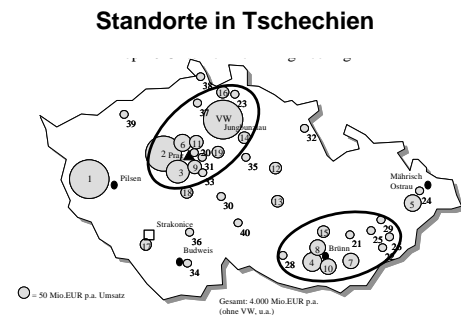 Standorte in Tschechien
38
16
23
37
39
VW
Jungbunzlau
14
32
6
11
2
Prag
20
19
35
31
9
3
33
12
1
Pilsen
Mährisch
Ostrau
24
18
30
13
5
40
29
Strakonice
36
15
21
25
26
17
Budweis
8
Brünn
34
28
4
10
7
= 50 Mio.EUR p.a. Umsatz
Gesamt: 4.000 Mio.EUR p.a.
(ohne VW, u.a.)